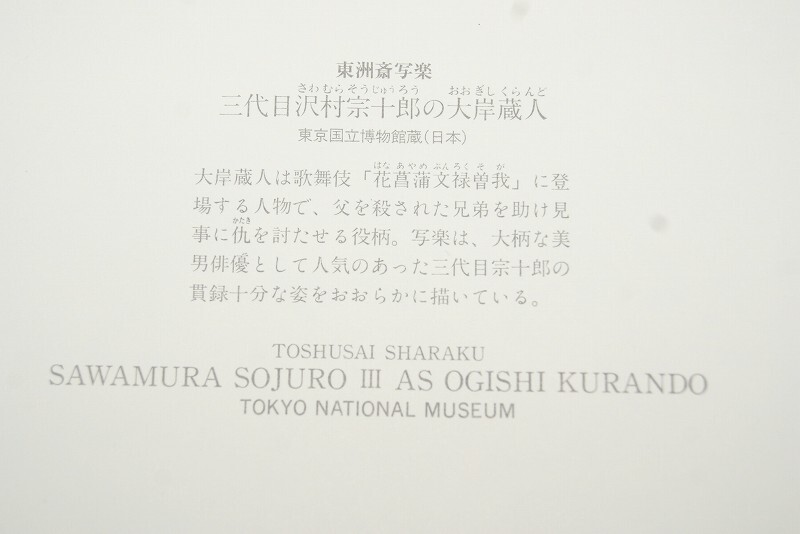 東洲斎写楽
さわむらそうじゅうろう おおぎしくらんど
三代目沢村宗十郎の大岸蔵人
東京国立博物館蔵(日本)
はな あやめ ぶんろく そ が
大岸蔵人は歌舞伎「花菖蒲文禄曽我」に登
場する人物で、父を殺された兄弟を助け見
かたき
事に仇を討たせる役柄。写楽は、大柄な美
男俳優として人気のあった三代目宗十郎の
貫録十分な姿をおおらかに描いている。
TOSHUSAI SHARAKU
SAWAMURA SOJURO III AS OGISHI KURANDO
TOKYO NATIONAL MUSEUM